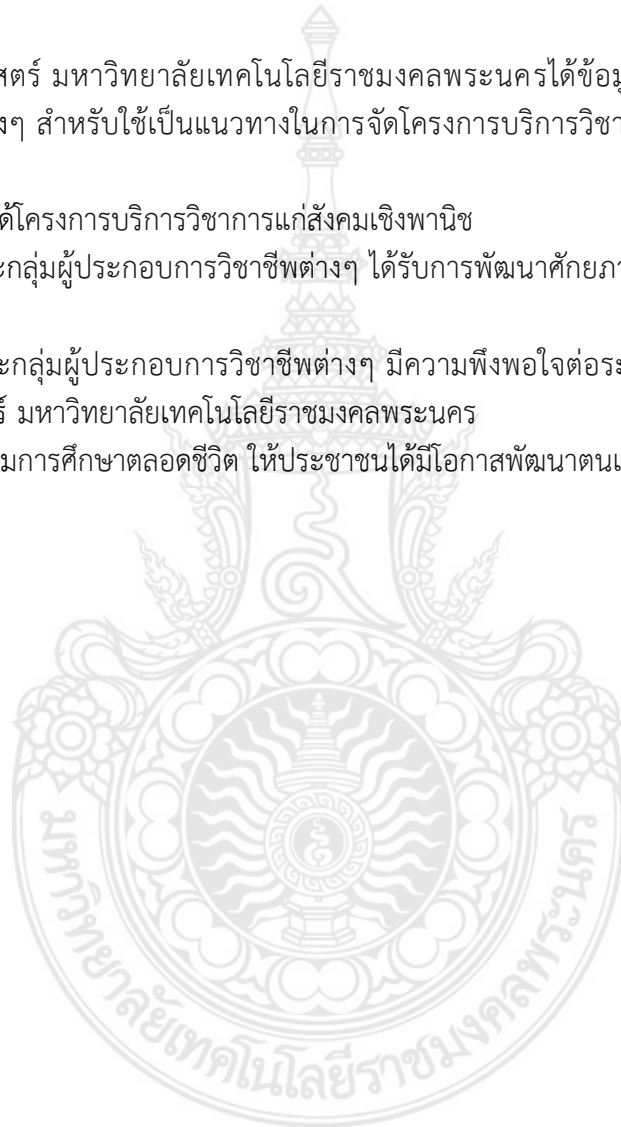 สตร์ มหาวิทยาลัยเทคโนโลยีราชมงคลพระนครได้ข้อมู
งๆ สำหรับใช้เป็นแนวทางในการจัดโครงการบริการวิชา
ด้โครงการบริการวิชาการแก่สังคมเชิงพานิช
ะกลุ่มผู้ประกอบการวิชาชีพต่างๆ ได้รับการพัฒนาศักยภา
ะกลุ่มผู้ประกอบการวิชาชีพต่างๆ มีความพึงพอใจต่อระ
ร์ มหาวิทยาลัยเทคโนโลยีราชมงคลพระนคร
มการศึกษาตลอดชีวิต ให้ประชาชนได้มีโอกาสพัฒนาตนเ
มหาวิทยาลัยเทคโนโลยีราชมงคลพระนคร